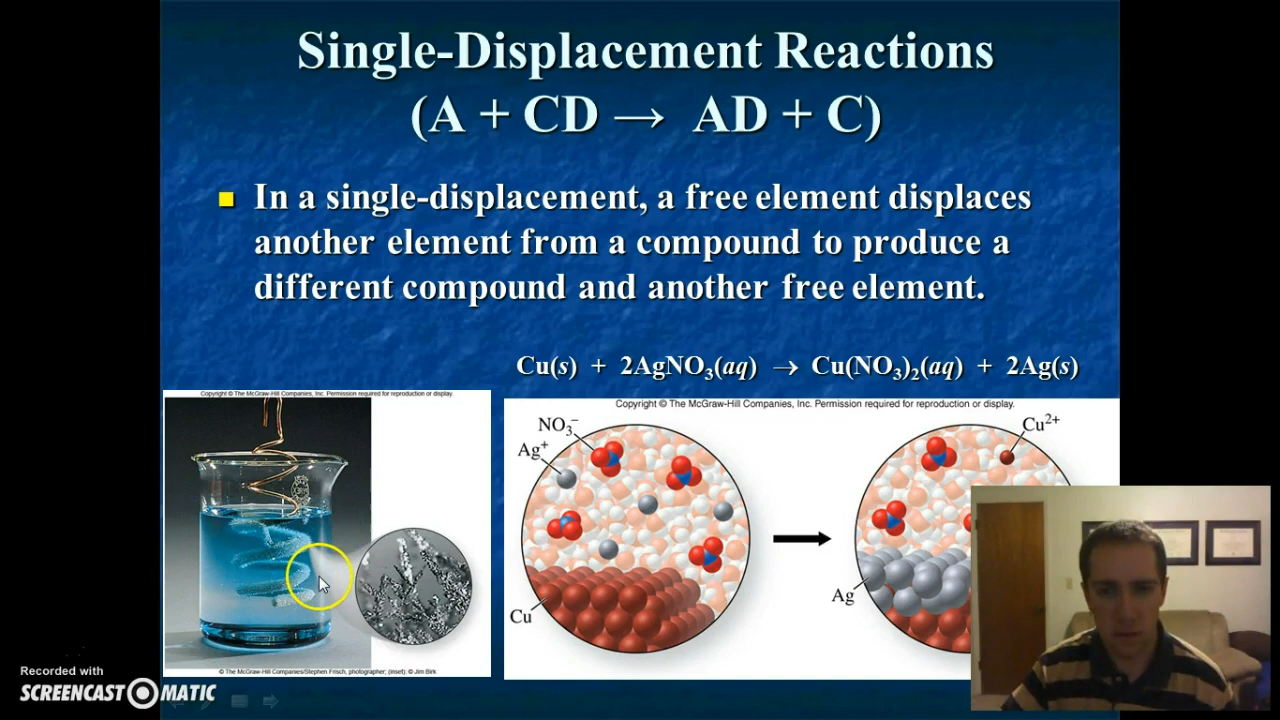 Single-Displacement Reactions
(A + CD → AD + C)
In a single-displacement, a free element displaces
another element from a compound to produce a
different compound and another free element.
Cu(s) + 2AgNO₃(aq) → Cu(NO₃)₂(aq) + 2Ag(s)
Copyright © The McGraw-Hill Companies, Inc. Permission required for reproduction or display.
Copyright © The McGraw-Hill Companies, Inc. Permission required for reproduction or display.
NO₃⁻
Ag⁺
Cu
Cu²⁺
Ag
© The McGraw-Hill Companies/Stephen Frisch, photographer; (inset): © Jim Birk
Recorded with
SCREENCAST MATIC